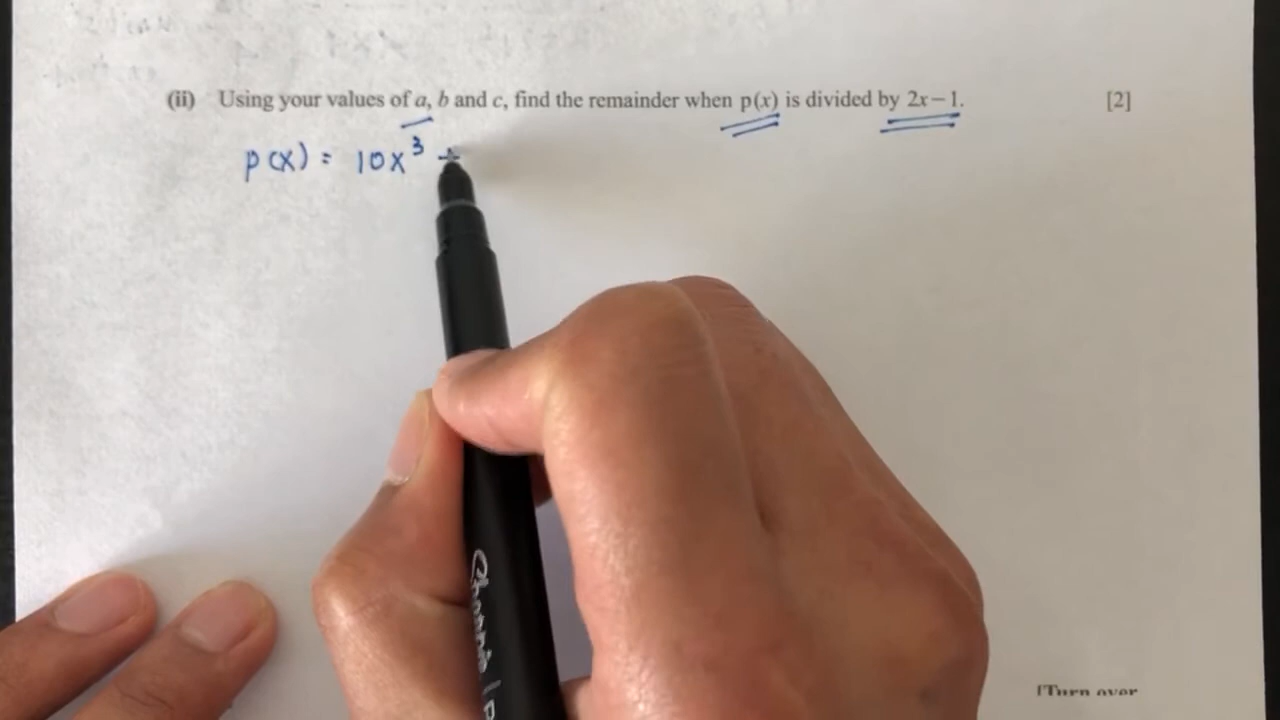 (ii) Using your values of a, b and c, find the remainder when p(x) is divided by 2x−1. [2]
p(x) = 10x³ +
[Turn over